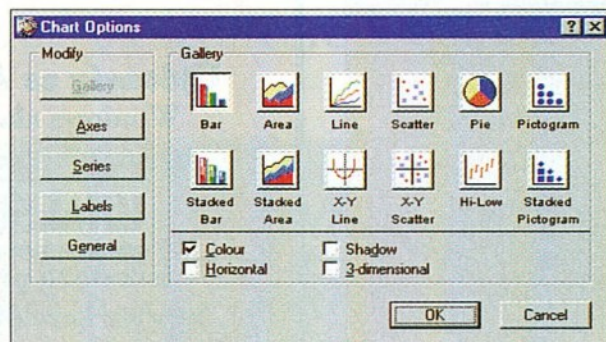 Chart Options
Modify
Gallery
Axes
Series
Labels
General
Gallery
Bar Area Line Scatter Pie Pictogram
Stacked Bar Stacked Area X-Y Line X-Y Scatter Hi-Low Stacked Pictogram
Colour Shadow
Horizontal 3-dimensional
OK Cancel